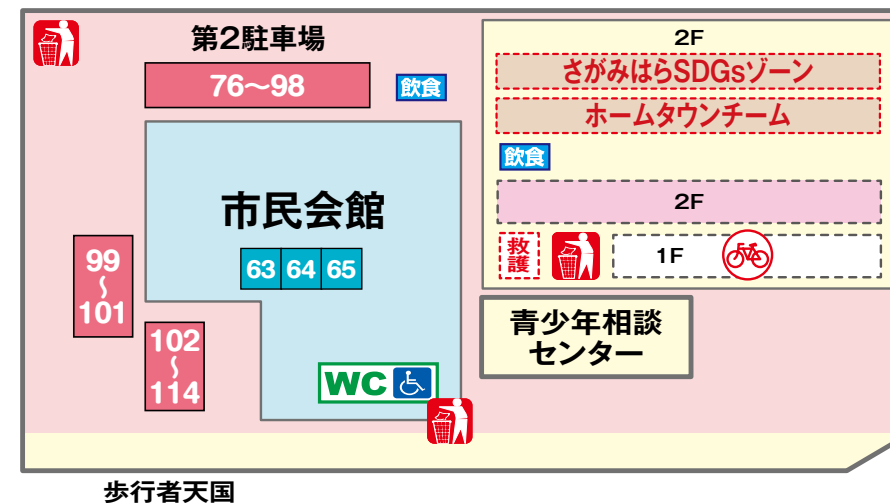 第2駐車場
76〜98
飲食
市民会館
63 64 65
99
〜
101
102
〜
114
WC
2F
さがみはらSDGsゾーン
ホームタウンチーム
飲食
2F
救護
1F
青少年相談
センター
歩行者天国